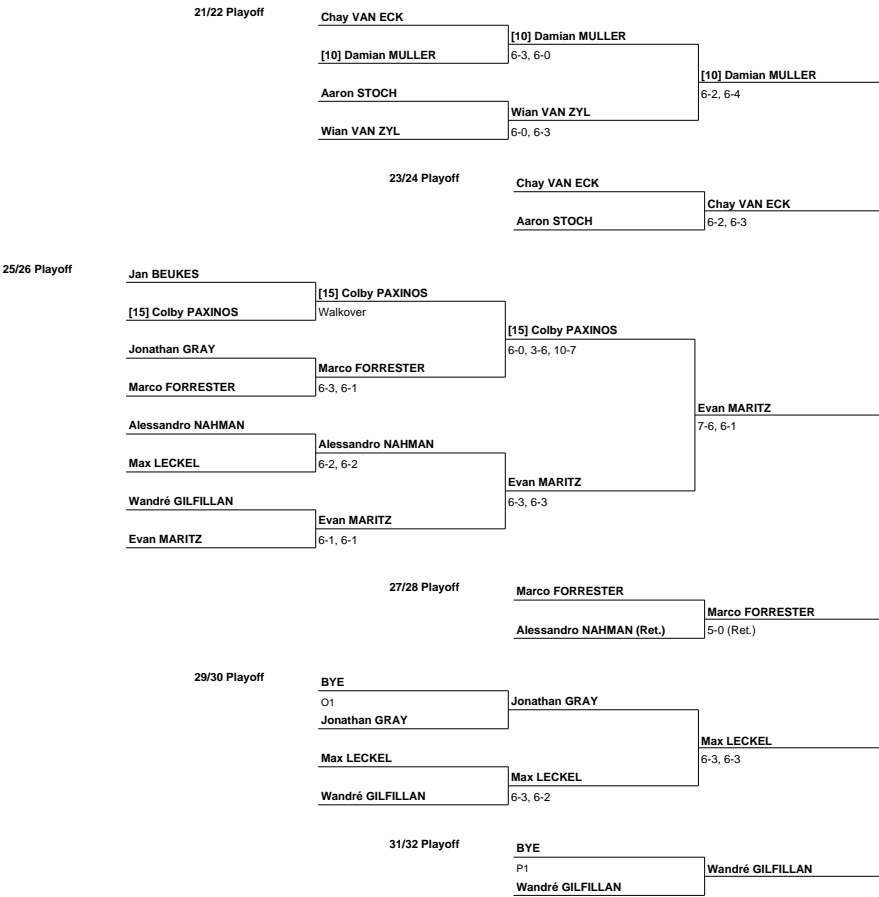 21/22 Playoff
Chay VAN ECK
[10] Damian MULLER
[10] Damian MULLER
6-3, 6-0
[10] Damian MULLER
6-2, 6-4
Aaron STOCH
Wian VAN ZYL
Wian VAN ZYL
6-0, 6-3
23/24 Playoff
Chay VAN ECK
Chay VAN ECK
Aaron STOCH
6-2, 6-3
25/26 Playoff
Jan BEUKES
[15] Colby PAXINOS
[15] Colby PAXINOS
Walkover
[15] Colby PAXINOS
6-0, 3-6, 10-7
Jonathan GRAY
Marco FORRESTER
Marco FORRESTER
6-3, 6-1
Evan MARITZ
7-6, 6-1
Alessandro NAHMAN
Alessandro NAHMAN
Max LECKEL
6-2, 6-2
Evan MARITZ
6-3, 6-3
Wandré GILFILLAN
Evan MARITZ
Evan MARITZ
6-1, 6-1
27/28 Playoff
Marco FORRESTER
Marco FORRESTER
Alessandro NAHMAN (Ret.)
5-0 (Ret.)
29/30 Playoff
BYE
O1
Jonathan GRAY
Jonathan GRAY
Max LECKEL
6-3, 6-3
Max LECKEL
Max LECKEL
Wandré GILFILLAN
6-3, 6-2
31/32 Playoff
BYE
P1
Wandré GILFILLAN
Wandré GILFILLAN